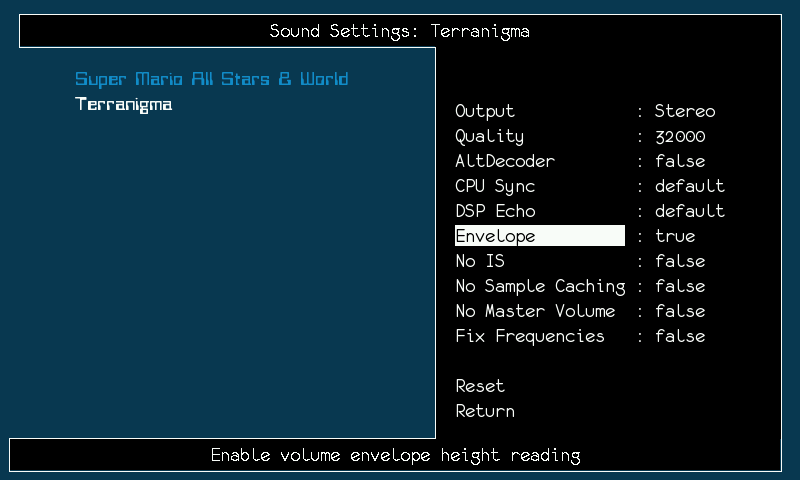 Sound Settings: Terranigma
Super Mario All Stars & World
Terranigma
Output : Stereo
Quality : 32000
AltDecoder : false
CPU Sync : default
DSP Echo : default
Envelope : true
No IS : false
No Sample Caching : false
No Master Volume : false
Fix Frequencies : false
Reset
Return
Enable volume envelope height reading